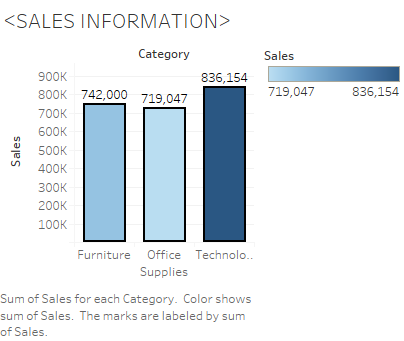 <SALES INFORMATION>
Category
Sales
719,047 836,154
Sales
900K
800K
700K
600K
500K
400K
300K
200K
100K
742,000
719,047
836,154
Furniture
Office
Supplies
Technolo..
Sum of Sales for each Category. Color shows
sum of Sales. The marks are labeled by sum
of Sales.